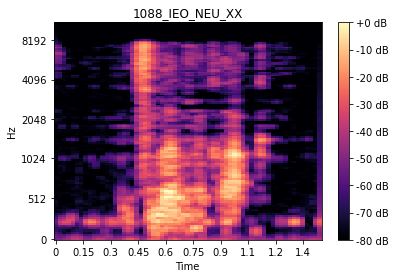 1088_IEO_NEU_XX
+0 dB
8192
-10 dB
4096
-20 dB
-30 dB
2048
Hz
-40 dB
1024
-50 dB
512
-60 dB
-70 dB
0
-80 dB
0 0.15 0.3 0.45 0.6 0.75 0.9 1.1 1.2 1.4
Time